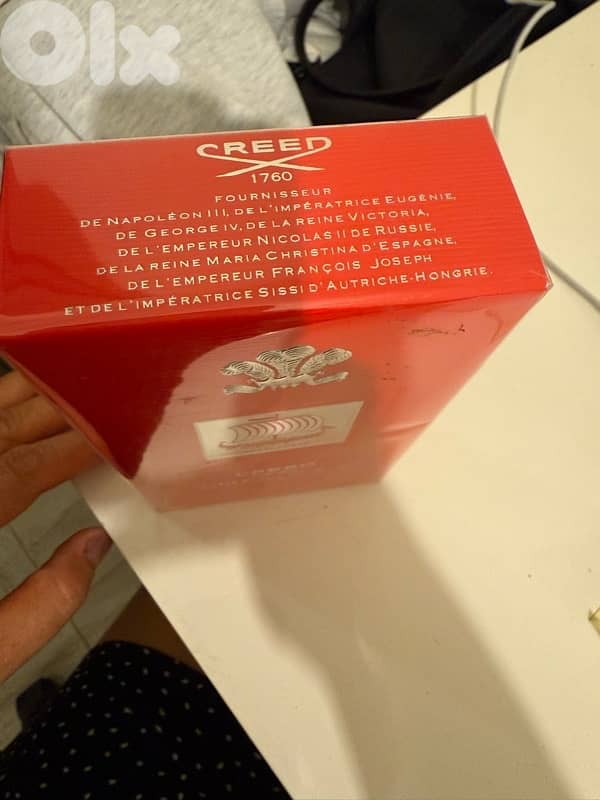 Olx
CREED
1760
FOURNISSEUR
DE NAPOLÉON III, DE L'IMPÉRATRICE EUGÉNIE,
DE GEORGE IV, DE LA REINE VICTORIA,
DE L'EMPEREUR NICOLAS II DE RUSSIE,
DE LA REINE MARIA CHRISTINA D'ESPAGNE,
DE L'EMPEREUR FRANÇOIS JOSEPH
ET DE L'IMPÉRATRICE SISSI D'AUTRICHE-HONGRIE.